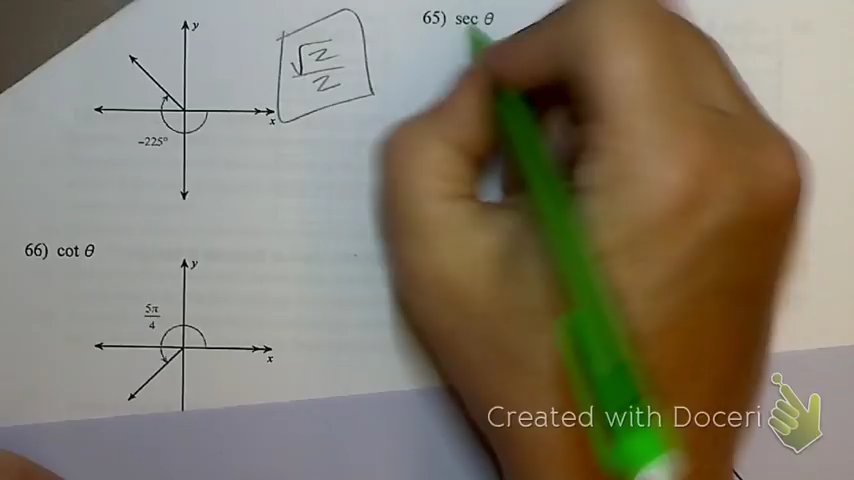 y
√2
2
x
-225°
65) sec θ
66) cot θ
y
5π
4
x
Created with Doceri